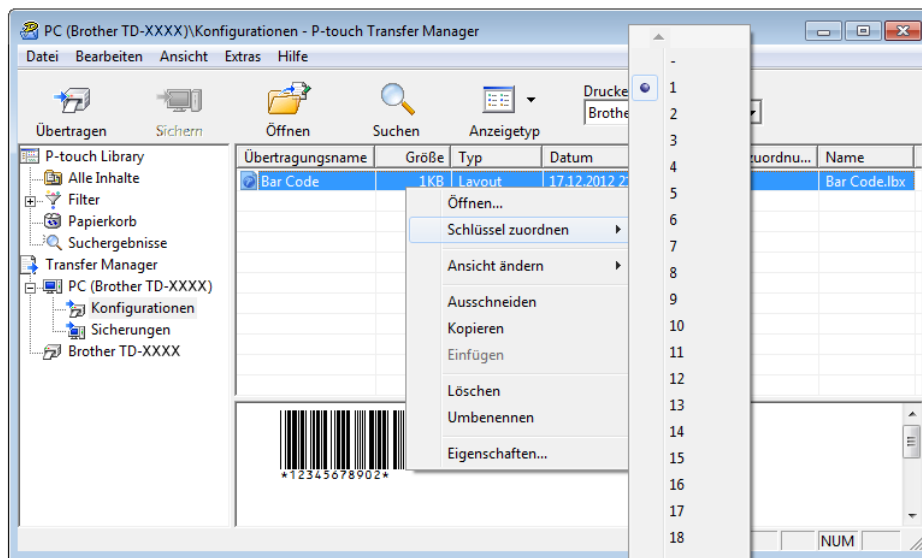 PC (Brother TD-XXXX)\Konfigurationen - P-touch Transfer Manager
Datei Bearbeiten Ansicht Extras Hilfe
Übertragen Sichern Öffnen Suchen Anzeigetyp
Drucke
Brothe
P-touch Library
Alle Inhalte
Filter
Papierkorb
Suchergebnisse
Transfer Manager
PC (Brother TD-XXXX)
Konfigurationen
Sicherungen
Brother TD-XXXX
Übertragungsname Größe Typ Datum zuordnu... Name
Bar Code 1KB Layout 17.12.2012 2 Bar Code.lbx
Öffnen...
Schlüssel zuordnen
Ansicht ändern
Ausschneiden
Kopieren
Einfügen
Löschen
Umbenennen
Eigenschaften...
-
1
2
3
4
5
6
7
8
9
10
11
12
13
14
15
16
17
18
*12345678902*
NUM